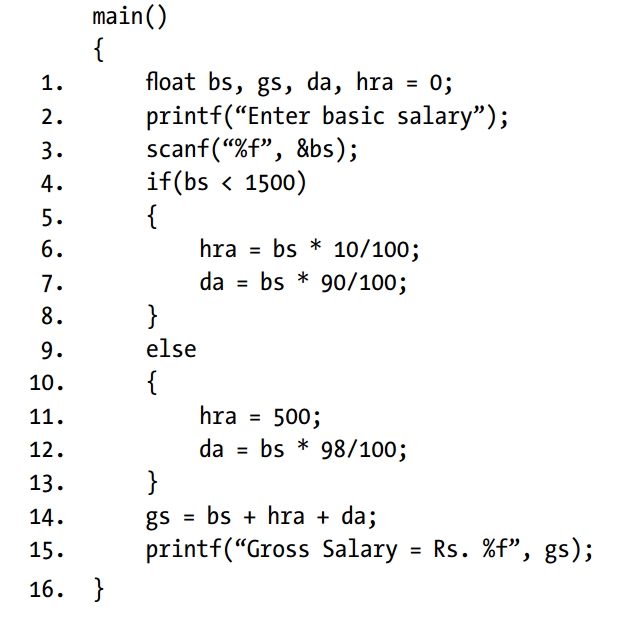 main()
{
1. float bs, gs, da, hra = 0;
2. printf(“Enter basic salary”);
3. scanf(“%f”, &bs);
4. if(bs < 1500)
5. {
6. hra = bs * 10/100;
7. da = bs * 90/100;
8. }
9. else
10. {
11. hra = 500;
12. da = bs * 98/100;
13. }
14. gs = bs + hra + da;
15. printf(“Gross Salary = Rs. %f”, gs);
16. }